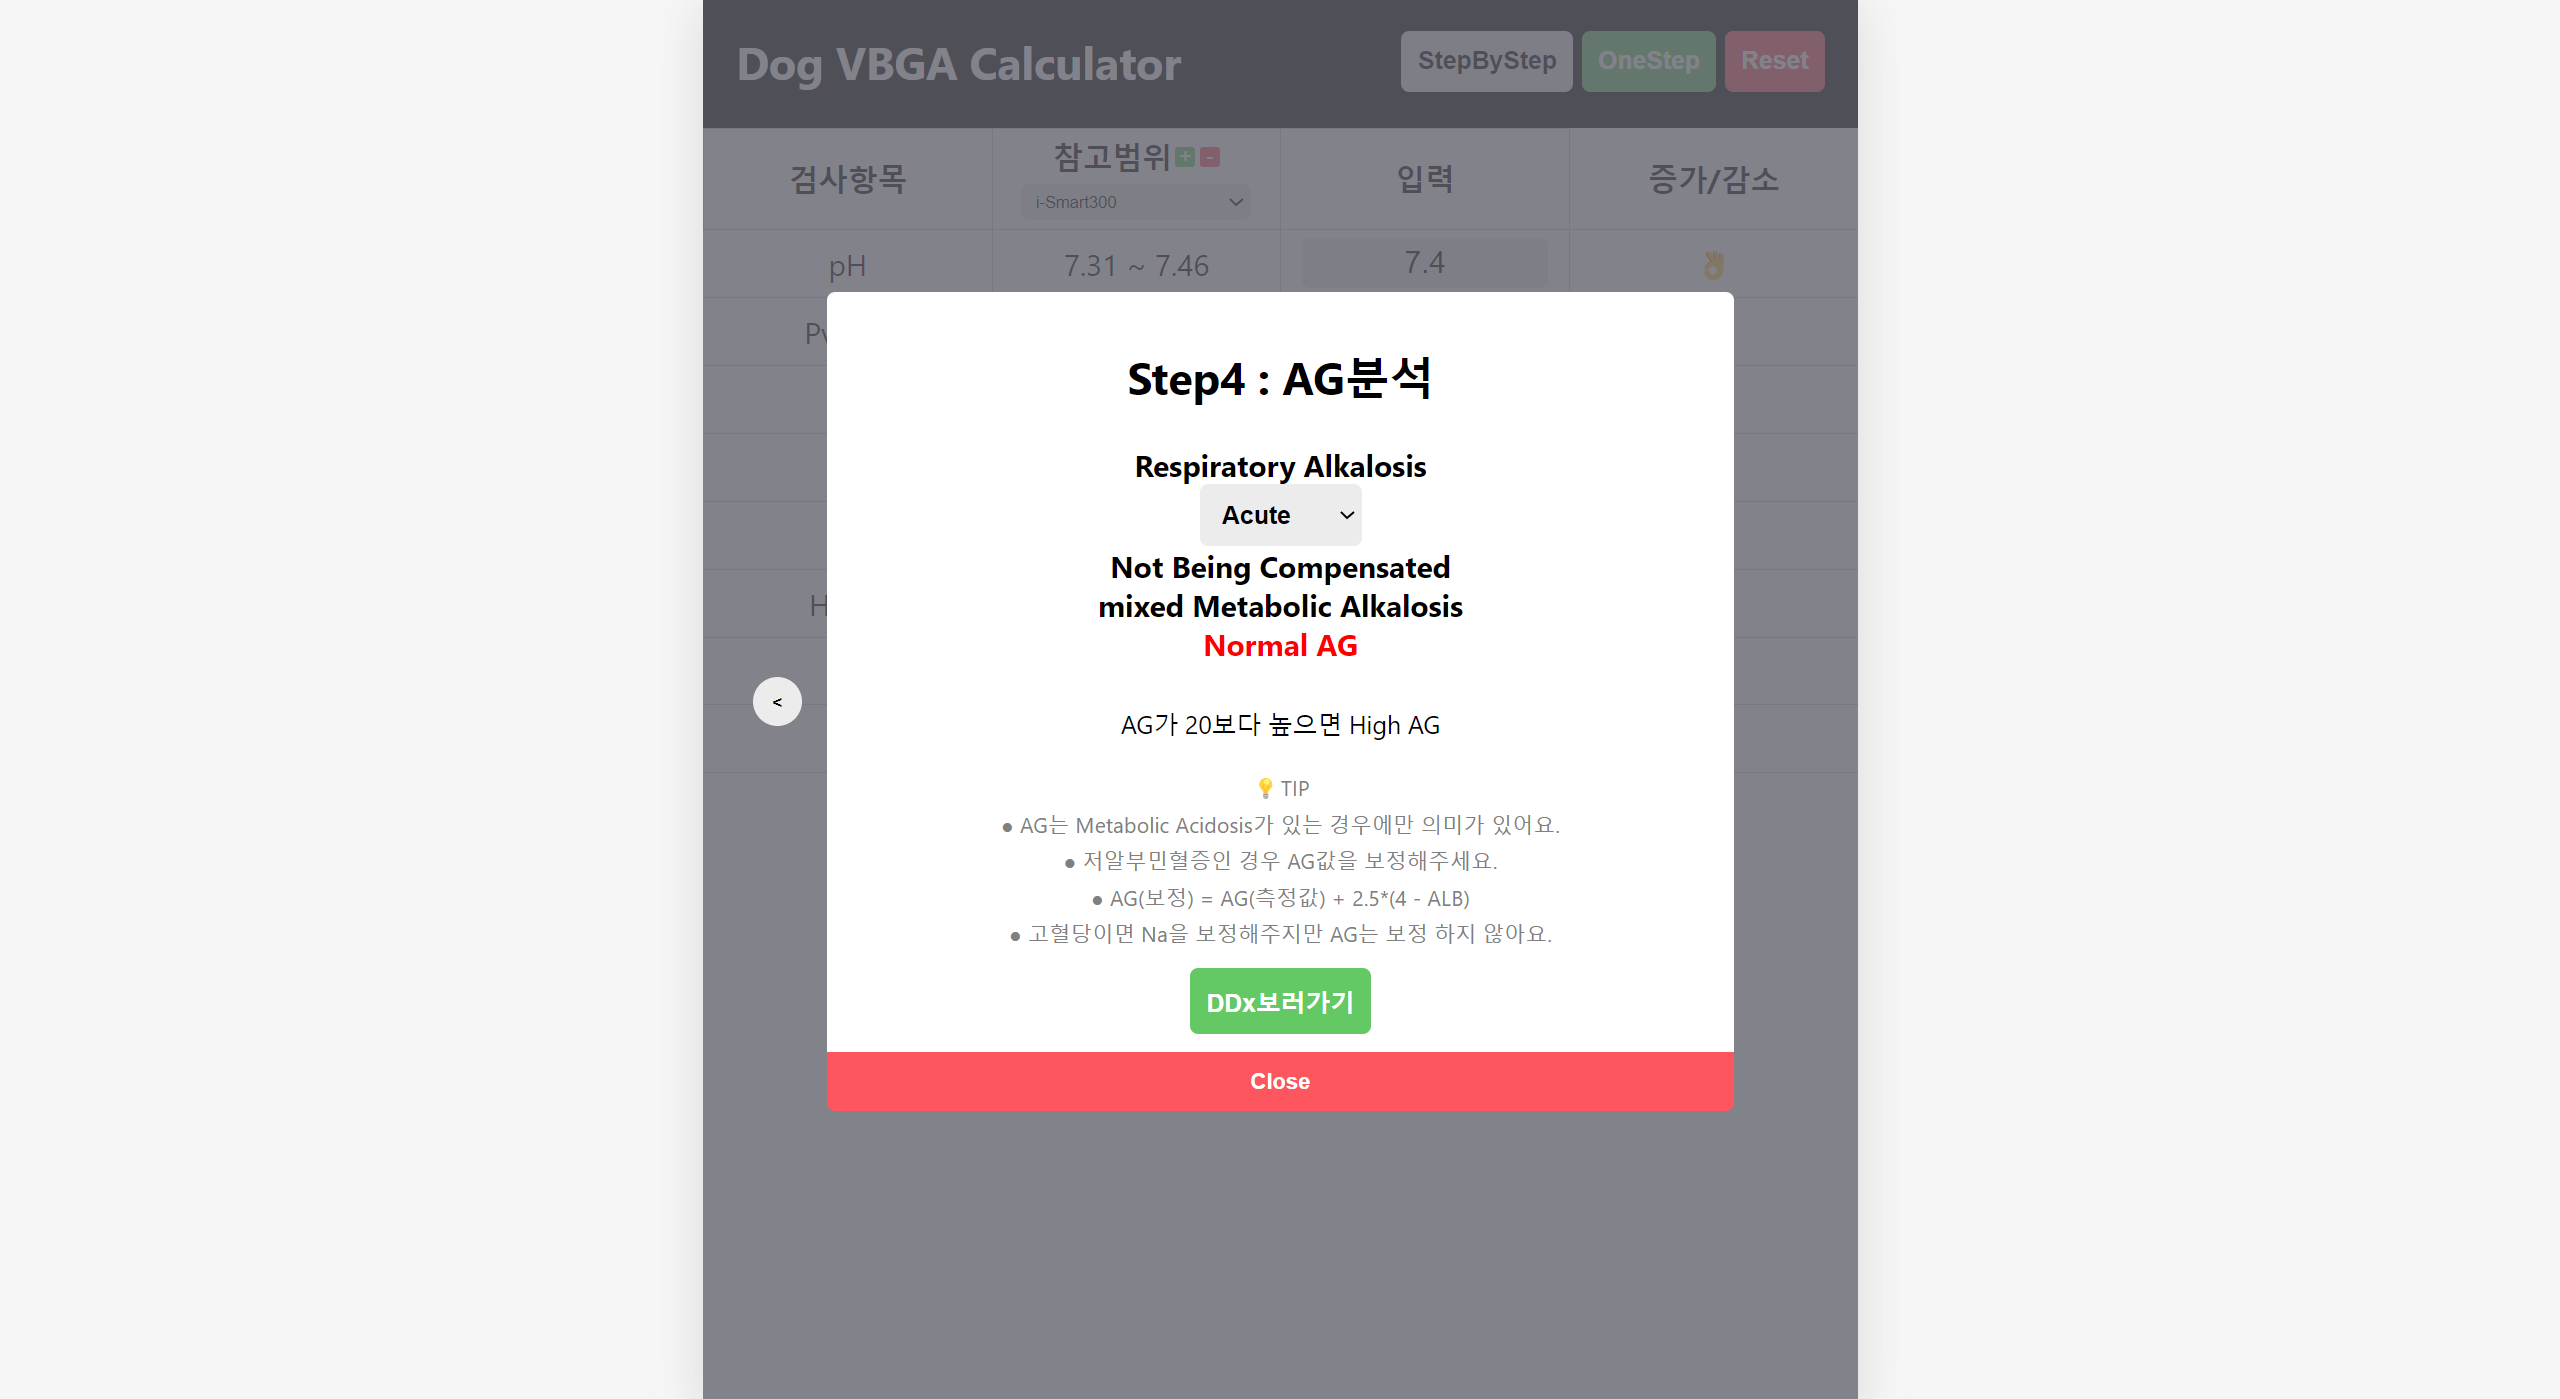 Dog VBGA Calculator
StepByStep OneStep Reset
검사항목 참고범위 + - 입력 증가/감소
i-Smart300
pH 7.31 ~ 7.46 7.4
Step4 : AG분석
Respiratory Alkalosis
Acute
Not Being Compensated
mixed Metabolic Alkalosis
Normal AG
<
AG가 20보다 높으면 High AG
💡 TIP
● AG는 Metabolic Acidosis가 있는 경우에만 의미가 있어요.
● 저알부민혈증인 경우 AG값을 보정해주세요.
● AG(보정) = AG(측정값) + 2.5*(4 - ALB)
● 고혈당이면 Na을 보정해주지만 AG는 보정 하지 않아요.
DDx보러가기
Close